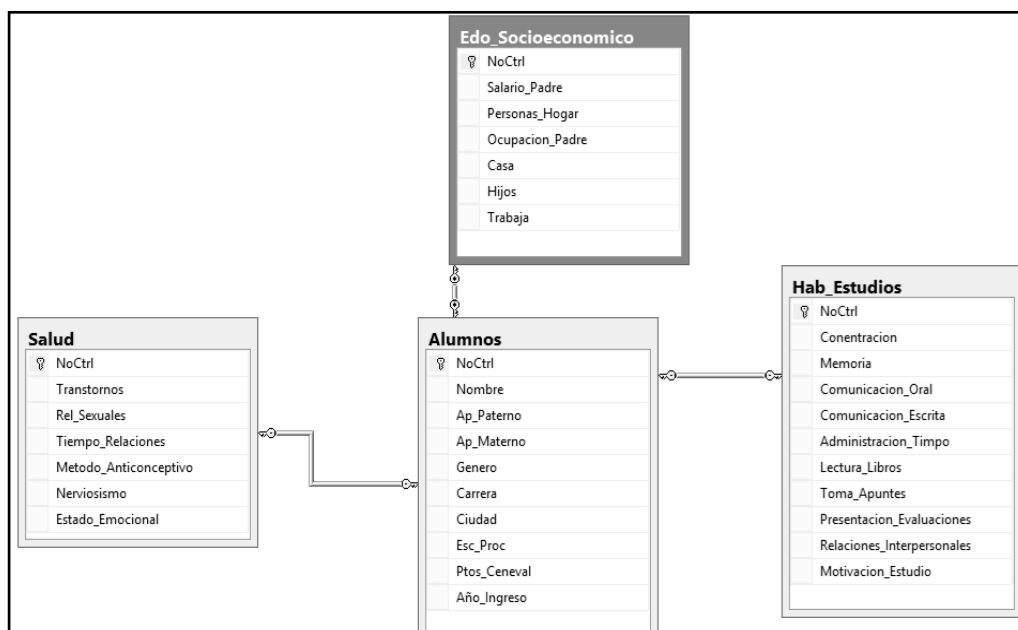 Edo_Socioeconomico
NoCtrl
Salario_Padre
Personas_Hogar
Ocupacion_Padre
Casa
Hijos
Trabaja
Salud
NoCtrl
Transtornos
Rel_Sexuales
Tiempo_Relaciones
Metodo_Anticonceptivo
Nerviosismo
Estado_Emocional
Alumnos
NoCtrl
Nombre
Ap_Paterno
Ap_Materno
Genero
Carrera
Ciudad
Esc_Proc
Ptos_Ceneval
Año_Ingreso
Hab_Estudios
NoCtrl
Conentracion
Memoria
Comunicacion_Oral
Comunicacion_Escrita
Administracion_Timpo
Lectura_Libros
Toma_Apuntes
Presentacion_Evaluaciones
Relaciones_Interpersonales
Motivacion_Estudio